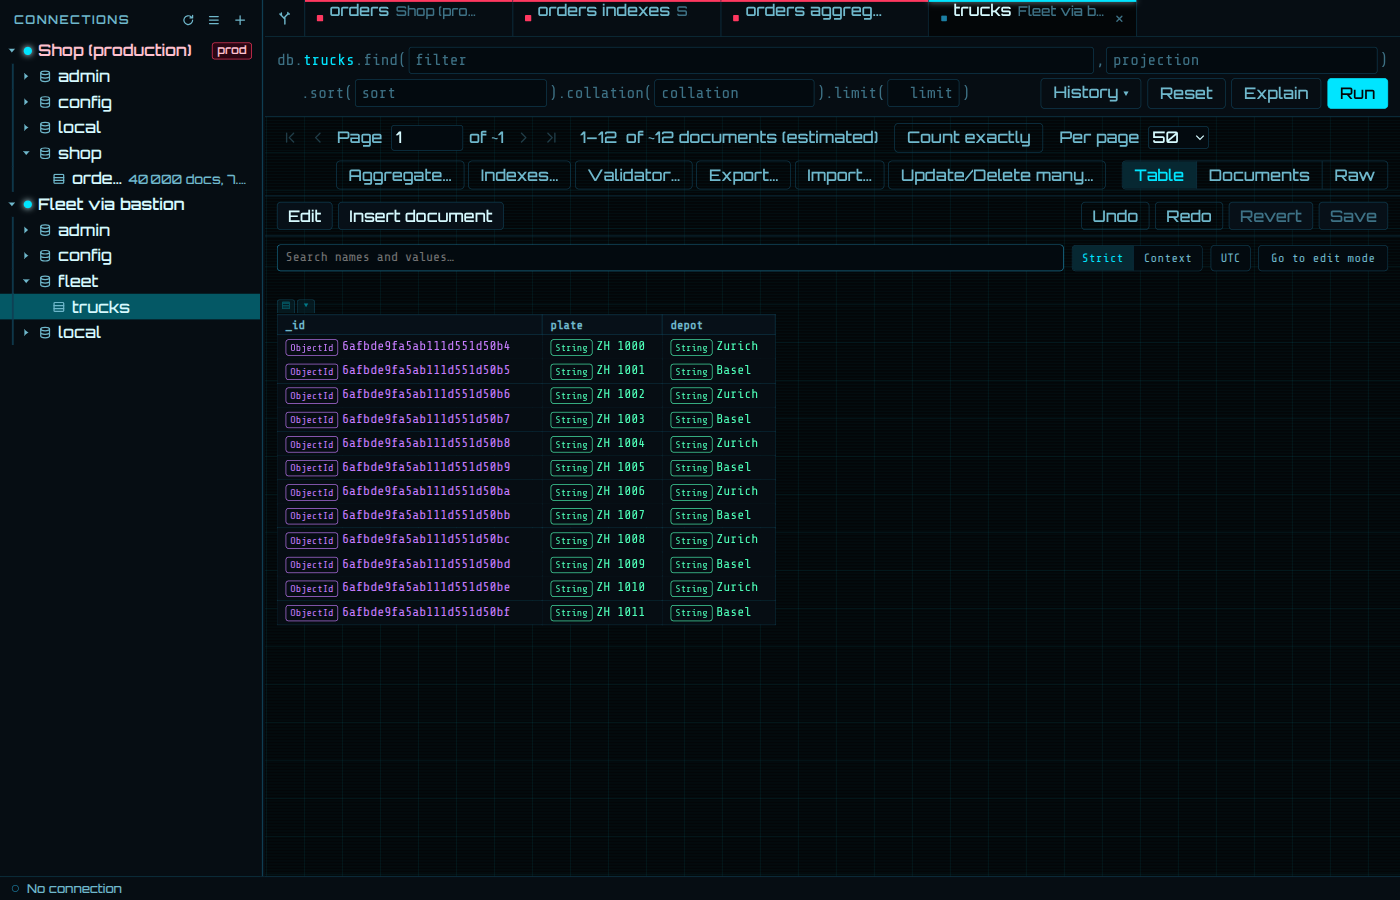 CONNECTIONS
Shop (production) prod
admin
config
local
shop
orde... 40 000 docs, 7....
Fleet via bastion
admin
config
fleet
trucks
local
orders Shop (pro...
orders indexes S
orders aggreg...
trucks Fleet via b... ×
db.trucks.find( filter , projection )
.sort( sort ).collation( collation ).limit( limit )
History ▾ Reset Explain Run
Page 1 of ~1 1–12 of ~12 documents (estimated) Count exactly Per page 50
Aggregate... Indexes... Validator... Export... Import... Update/Delete many... Table Documents Raw
Edit Insert document Undo Redo Revert Save
Search names and values… Strict Context UTC Go to edit mode
_id plate depot
ObjectId 6afbde9fa5ab111d551d50b4 String ZH 1000 String Zurich
ObjectId 6afbde9fa5ab111d551d50b5 String ZH 1001 String Basel
ObjectId 6afbde9fa5ab111d551d50b6 String ZH 1002 String Zurich
ObjectId 6afbde9fa5ab111d551d50b7 String ZH 1003 String Basel
ObjectId 6afbde9fa5ab111d551d50b8 String ZH 1004 String Zurich
ObjectId 6afbde9fa5ab111d551d50b9 String ZH 1005 String Basel
ObjectId 6afbde9fa5ab111d551d50ba String ZH 1006 String Zurich
ObjectId 6afbde9fa5ab111d551d50bb String ZH 1007 String Basel
ObjectId 6afbde9fa5ab111d551d50bc String ZH 1008 String Zurich
ObjectId 6afbde9fa5ab111d551d50bd String ZH 1009 String Basel
ObjectId 6afbde9fa5ab111d551d50be String ZH 1010 String Zurich
ObjectId 6afbde9fa5ab111d551d50bf String ZH 1011 String Basel
No connection